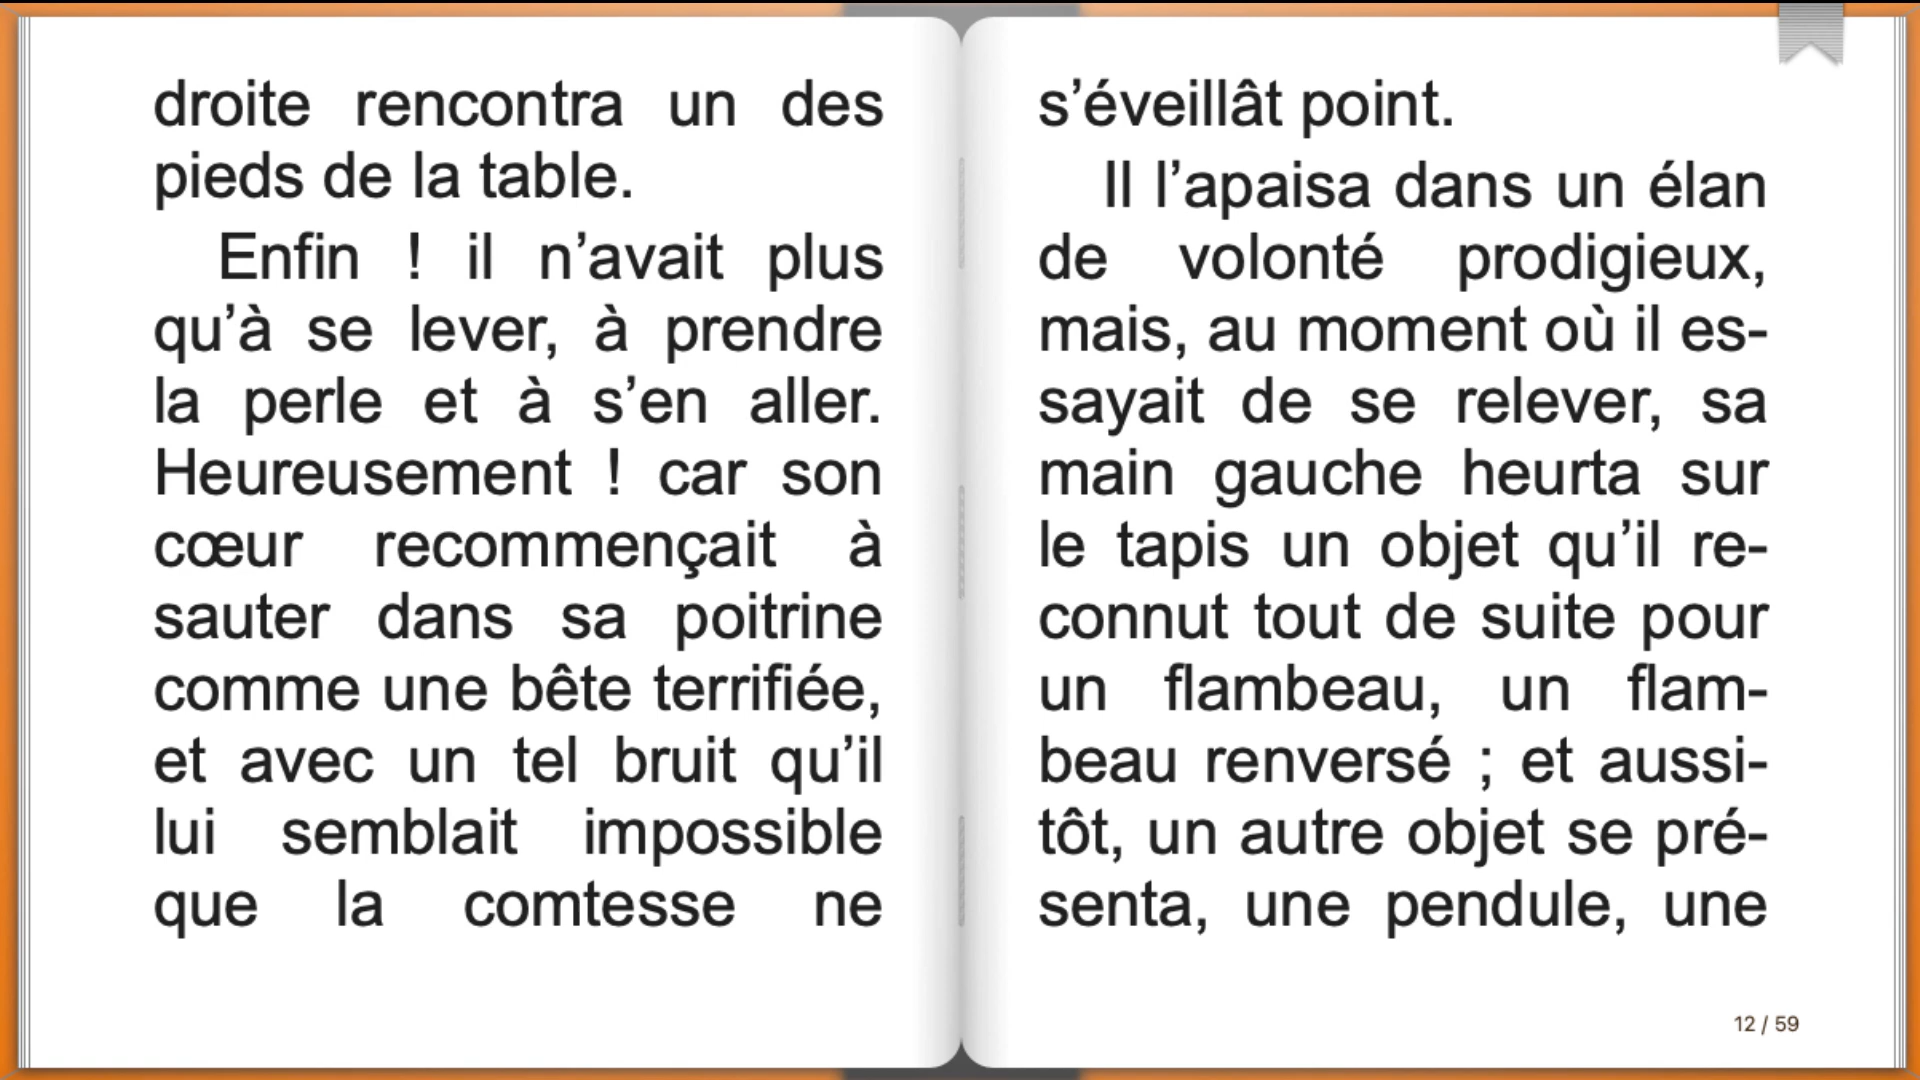 droite rencontra un des
pieds de la table.
Enfin ! il n’avait plus
qu’à se lever, à prendre
la perle et à s’en aller.
Heureusement ! car son
cœur recommençait à
sauter dans sa poitrine
comme une bête terrifiée,
et avec un tel bruit qu’il
lui semblait impossible
que la comtesse ne
s’éveillât point.
Il l’apaisa dans un élan
de volonté prodigieux,
mais, au moment où il es-
sayait de se relever, sa
main gauche heurta sur
le tapis un objet qu’il re-
connut tout de suite pour
un flambeau, un flam-
beau renversé ; et aussi-
tôt, un autre objet se pré-
senta, une pendule, une
12 / 59